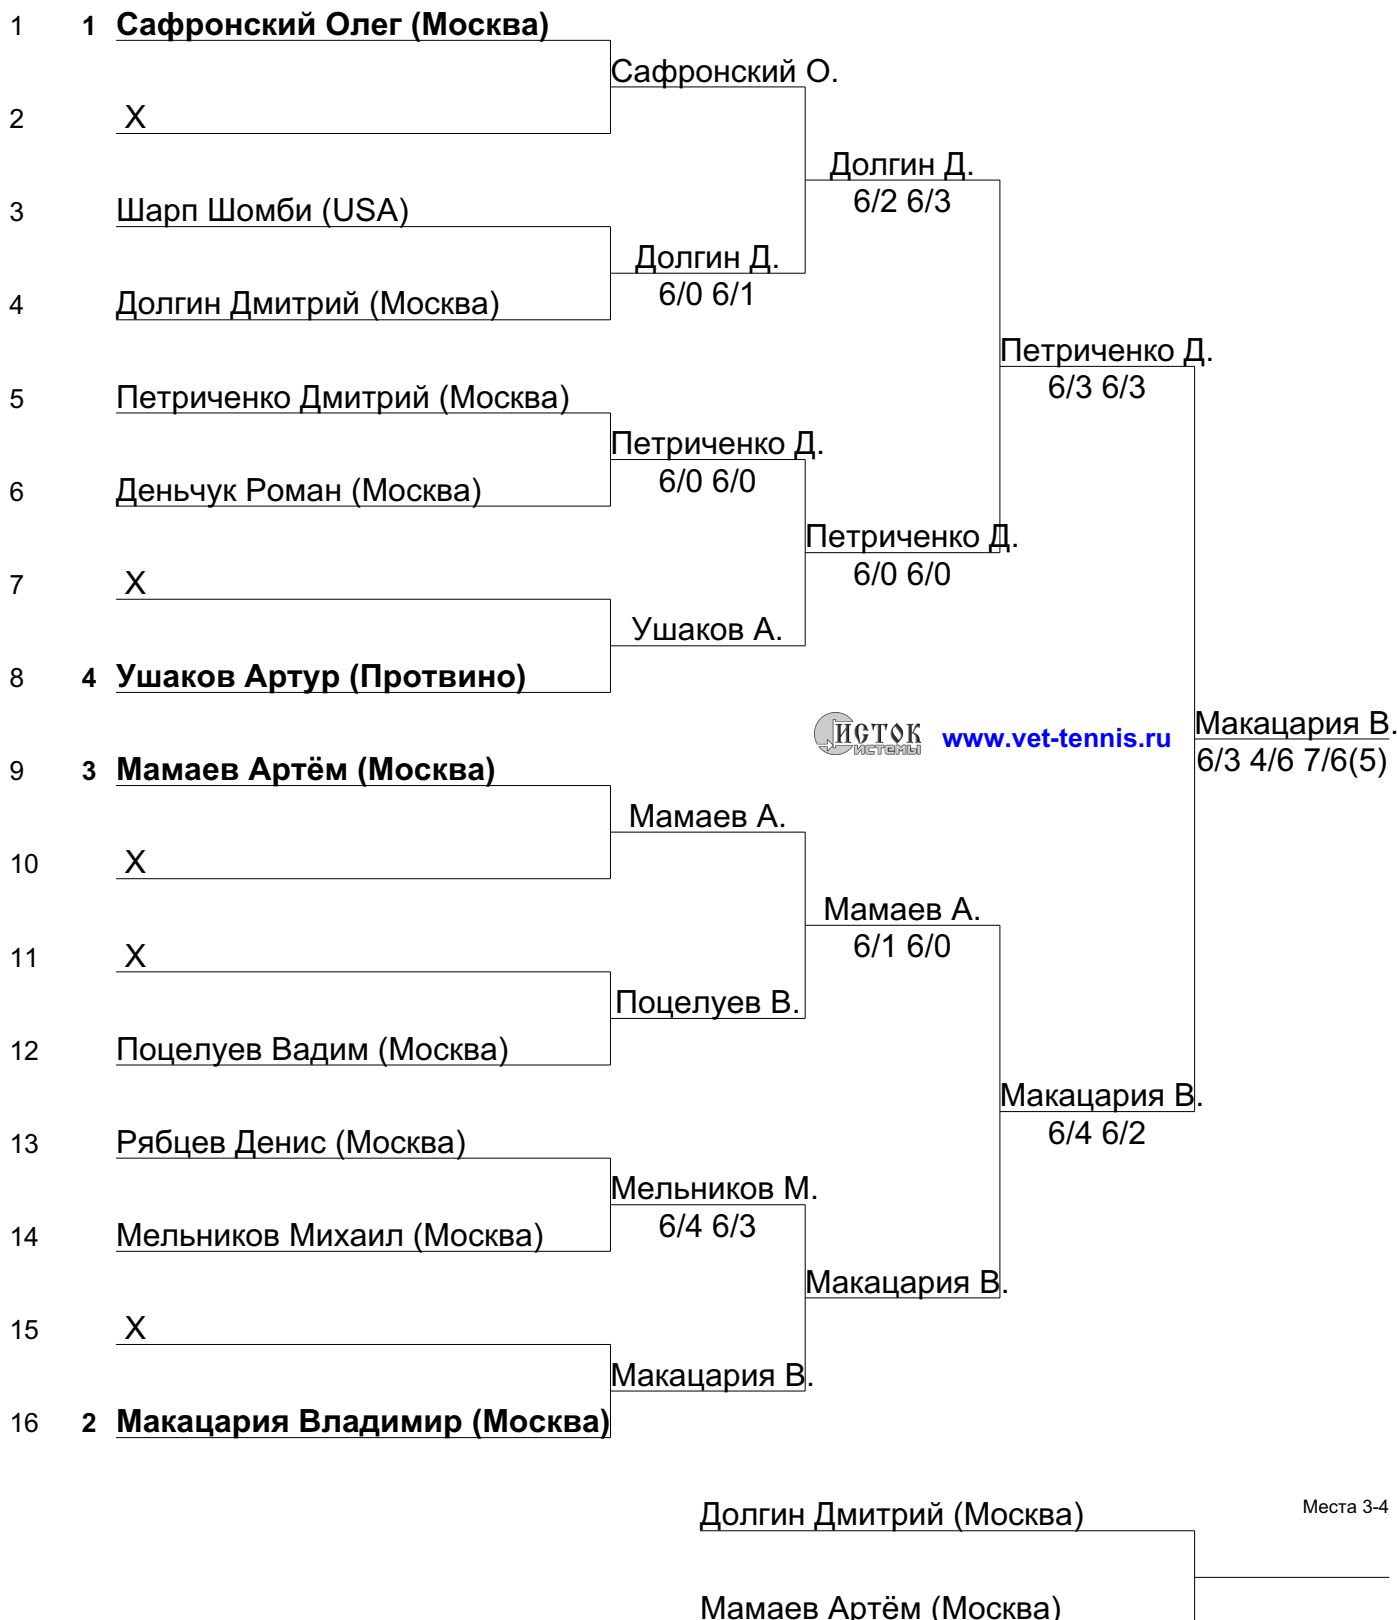 1 1 Сафронский Олег (Москва)
Сафронский О.
2 X
Долгин Д.
6/2 6/3
3 Шарп Шомби (USA)
Долгин Д.
6/0 6/1
4 Долгин Дмитрий (Москва)
Петриченко Д.
6/3 6/3
5 Петриченко Дмитрий (Москва)
Петриченко Д.
6/0 6/0
6 Деньчук Роман (Москва)
Петриченко Д.
6/0 6/0
7 X
Ушаков А.
8 4 Ушаков Артур (Протвино)
ИСТОК
СИСТЕМЫ
www.vet-tennis.ru
Макацария В.
6/3 4/6 7/6(5)
9 3 Мамаев Артём (Москва)
Мамаев А.
10 X
Мамаев А.
6/1 6/0
11 X
Поцелуев В.
12 Поцелуев Вадим (Москва)
Макацария В.
6/4 6/2
13 Рябцев Денис (Москва)
Мельников М.
6/4 6/3
14 Мельников Михаил (Москва)
Макацария В.
15 X
Макацария В.
16 2 Макацария Владимир (Москва)
Долгин Дмитрий (Москва)
Места 3-4
Мамаев Артём (Москва)